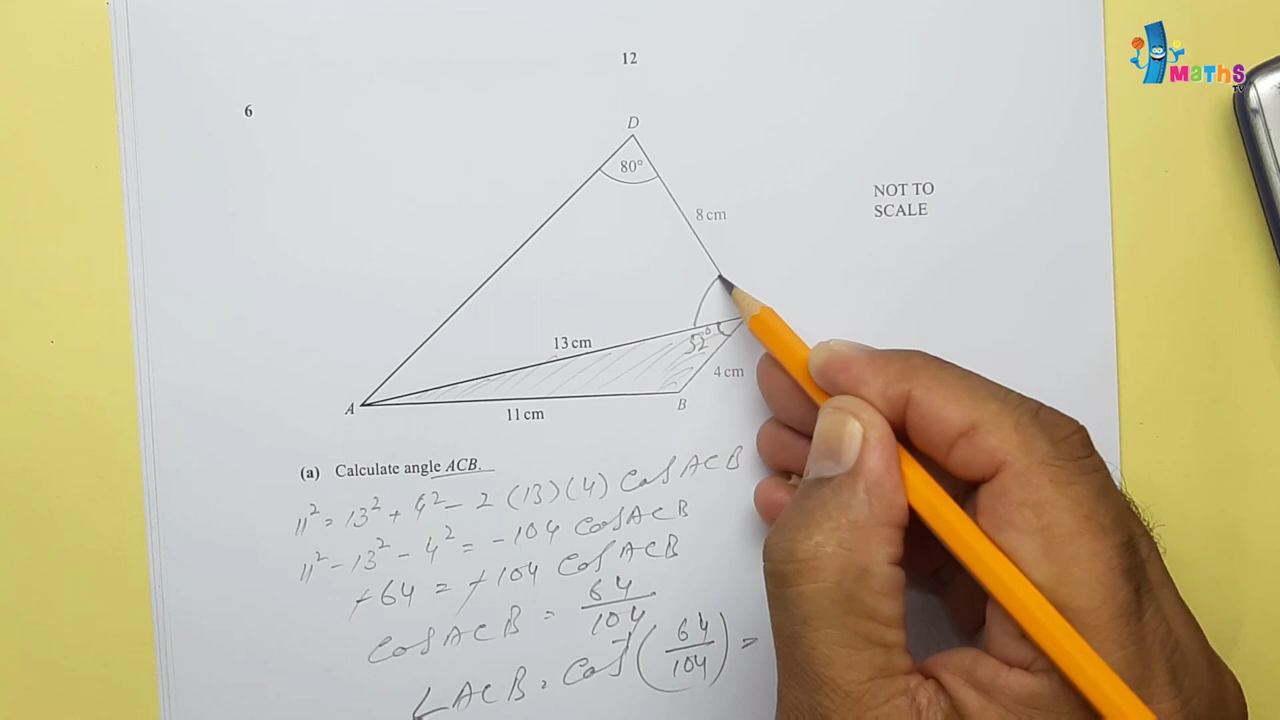 MATHS
TV
12
6
D
80°
8 cm
NOT TO
SCALE
13 cm
52°
4 cm
A
11 cm
B
(a) Calculate angle ACB.
11² = 13² + 4² - 2 (13)(4) Cos ACB
11² - 13² - 4² = -104 Cos ACB
-64 = -104 Cos ACB
Cos ACB = 64/104
∠ACB = Cos⁻¹(64/104) =